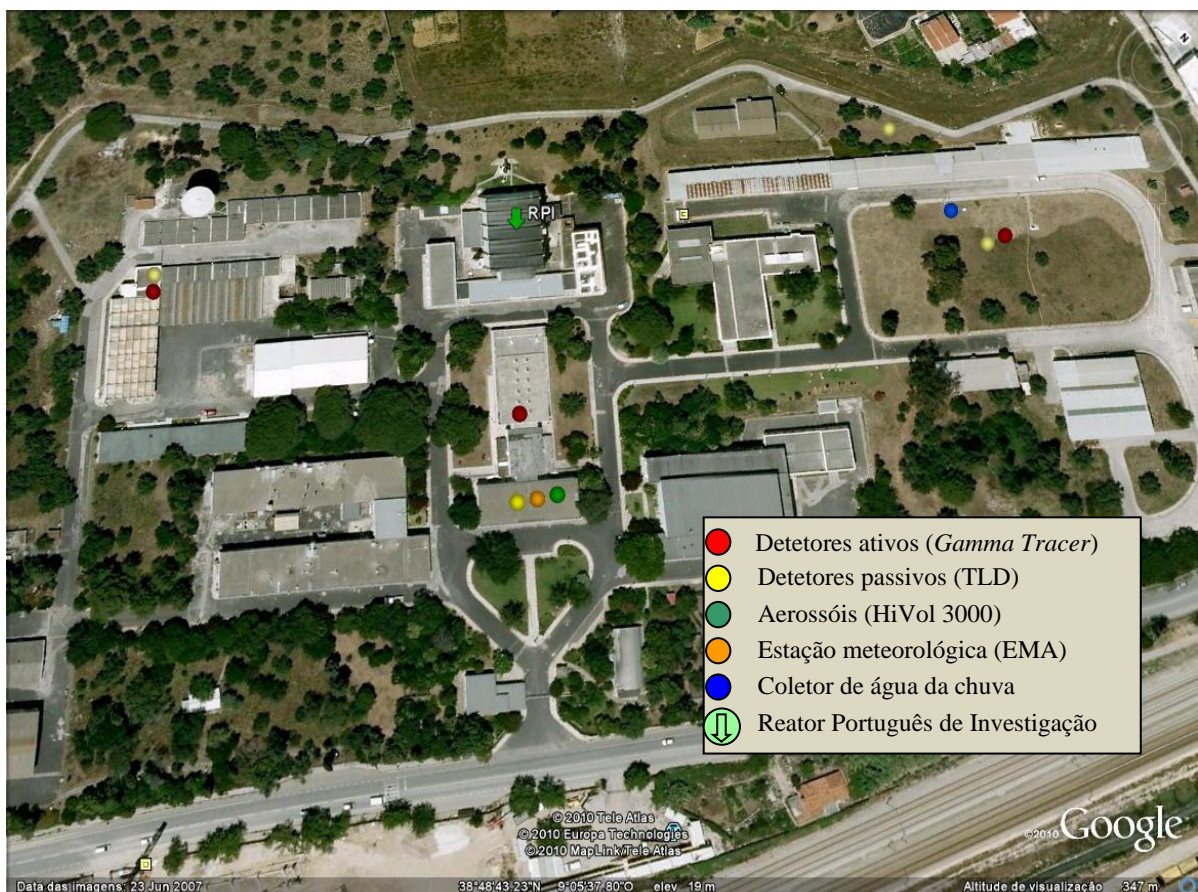 N
RPI
Detetores ativos (Gamma Tracer)
Detetores passivos (TLD)
Aerossóis (HiVol 3000)
Estação meteorológica (EMA)
Coletor de água da chuva
Reator Português de Investigação
© 2010 Tele Atlas
© 2010 Europa Technologies
© 2010 MapLink/Tele Atlas
©2010 Google
Data das imagens: 23 Jun 2007 38°48'43.23"N 9°05'37.80"O elev 19 m Altitude de visualização 347 m